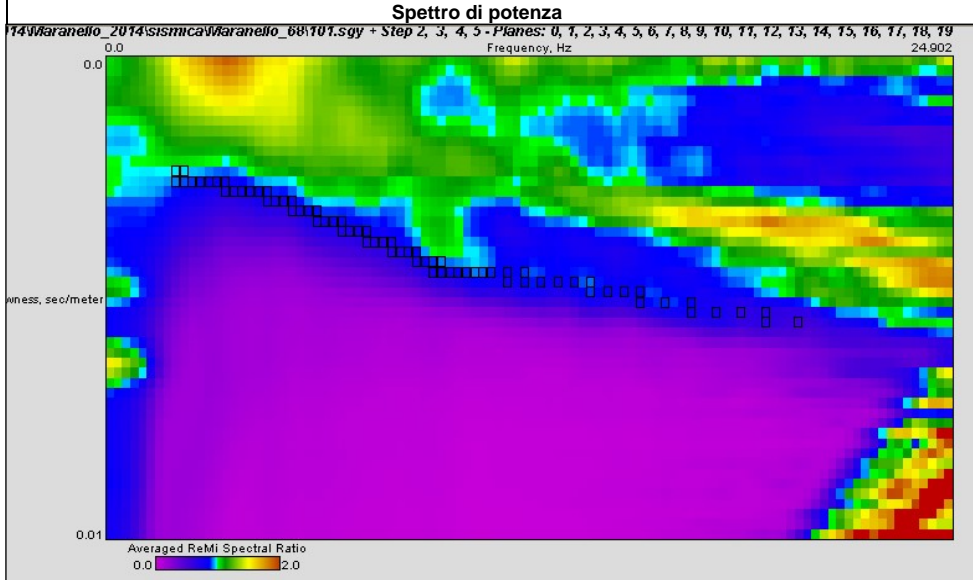 Spettro di potenza
14\Maranello_2014\sismica\Maranello_68\101.sgy + Step 2, 3, 4, 5 - Planes: 0, 1, 2, 3, 4, 5, 6, 7, 8, 9, 10, 11, 12, 13, 14, 15, 16, 17, 18, 19
0.0 Frequency, Hz 24.902
0.0
wness, sec/meter
0.01
Averaged ReMi Spectral Ratio
0.0 2.0